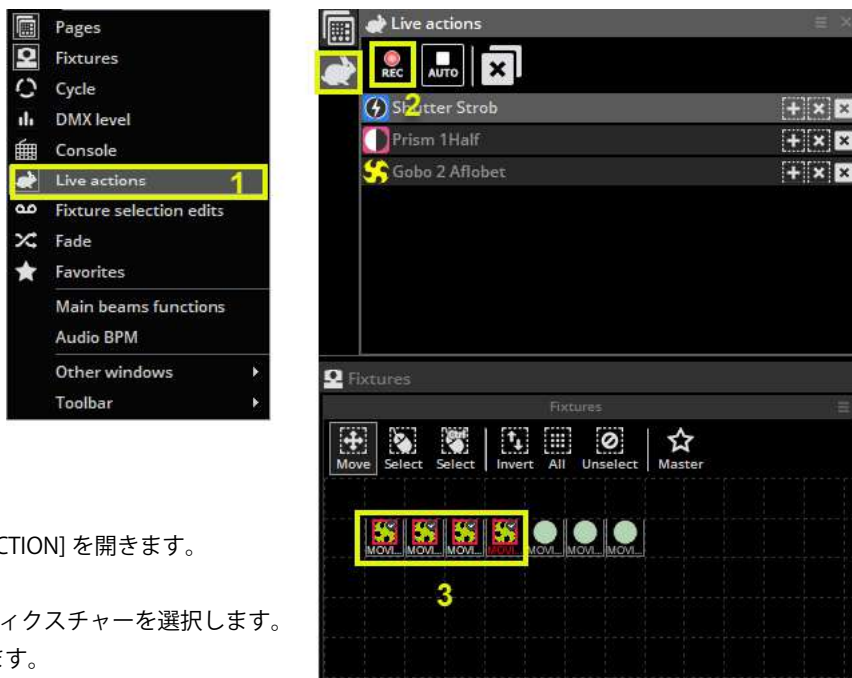 Pages
Fixtures
Cycle
DMX level
Console
Live actions
1
Fixture selection edits
Fade
Favorites
Main beams functions
Audio BPM
Other windows
Toolbar
CTION] を開きます。
ィクスチャーを選択します。
ます。
Live actions
REC
AUTO
2
Shutter Strob
Prism 1Half
Gobo 2 Aflobet
Fixtures
Fixtures
Move Select Select Invert All Unselect Master
Ctrl
MOVI... MOVI... MOVI... MOVI... MOVI... MOVI... MOVI...
3